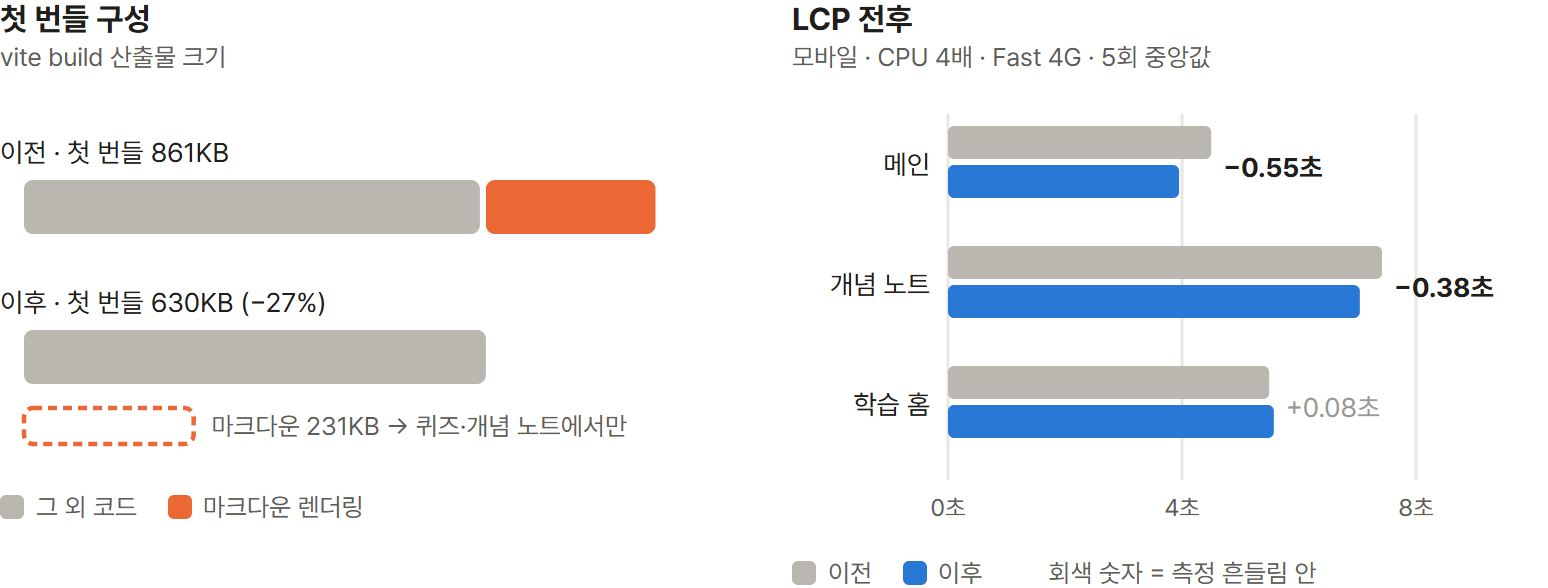 첫 번들 구성
vite build 산출물 크기
이전 · 첫 번들 861KB
이후 · 첫 번들 630KB (−27%)
마크다운 231KB → 퀴즈·개념 노트에서만
그 외 코드
마크다운 렌더링
LCP 전후
모바일 · CPU 4배 · Fast 4G · 5회 중앙값
메인
−0.55초
개념 노트
−0.38초
학습 홈
+0.08초
0초
4초
8초
이전
이후
회색 숫자 = 측정 흔들림 안